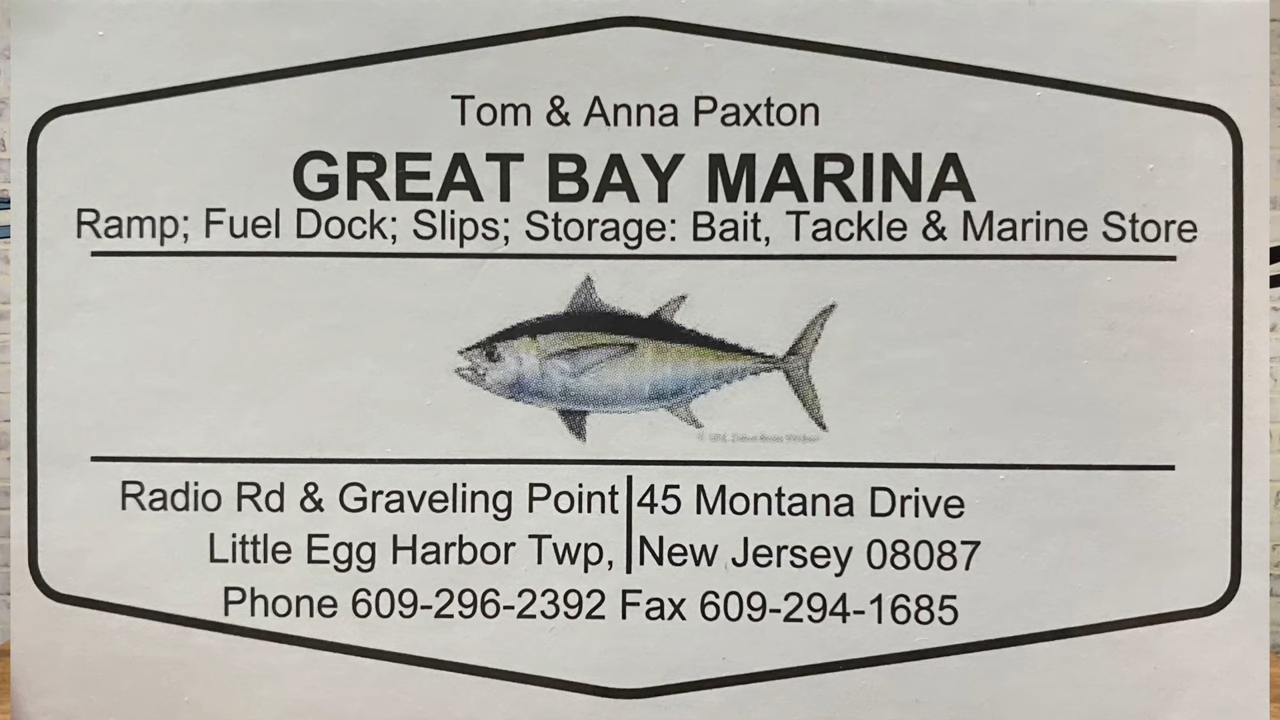 Tom & Anna Paxton
GREAT BAY MARINA
Ramp; Fuel Dock; Slips; Storage: Bait, Tackle & Marine Store
Radio Rd & Graveling Point|45 Montana Drive
Little Egg Harbor Twp,|New Jersey 08087
Phone 609-296-2392 Fax 609-294-1685